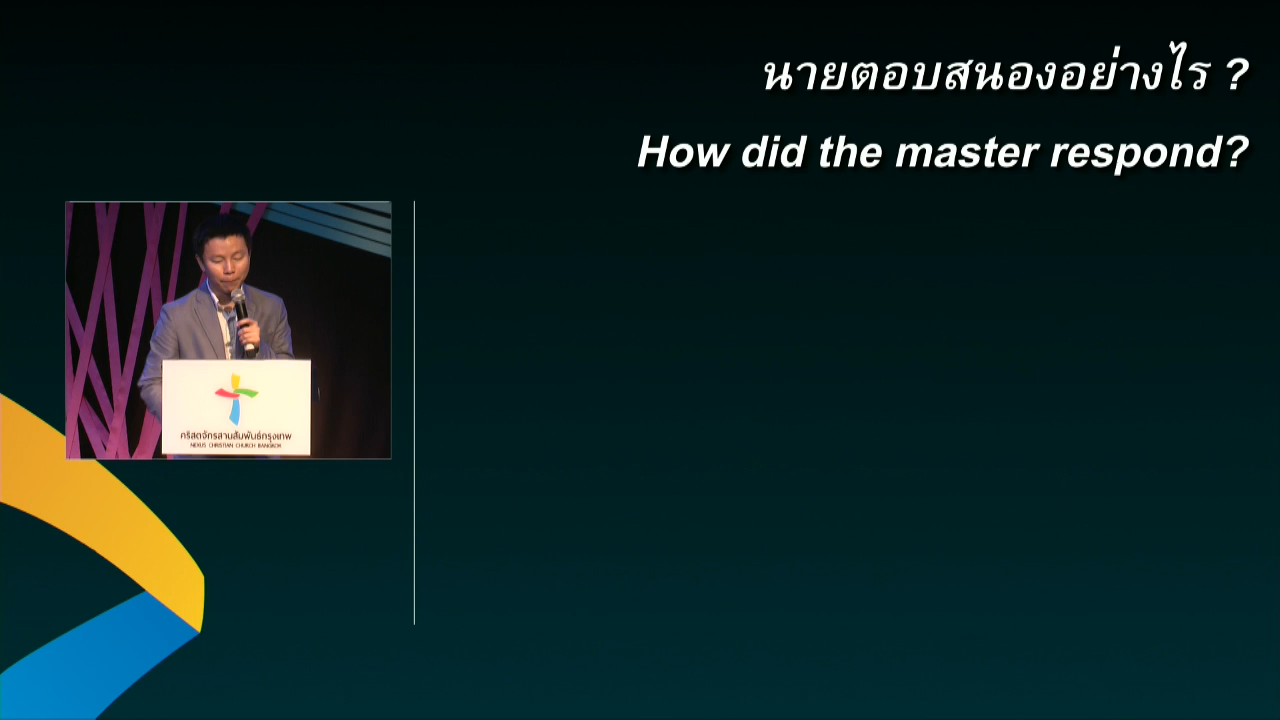 นายตอบสนองอย่างไร ?
How did the master respond?
คริสตจักรสานสัมพันธ์กรุงเทพ
NEXUS CHRISTIAN CHURCH BANGKOK